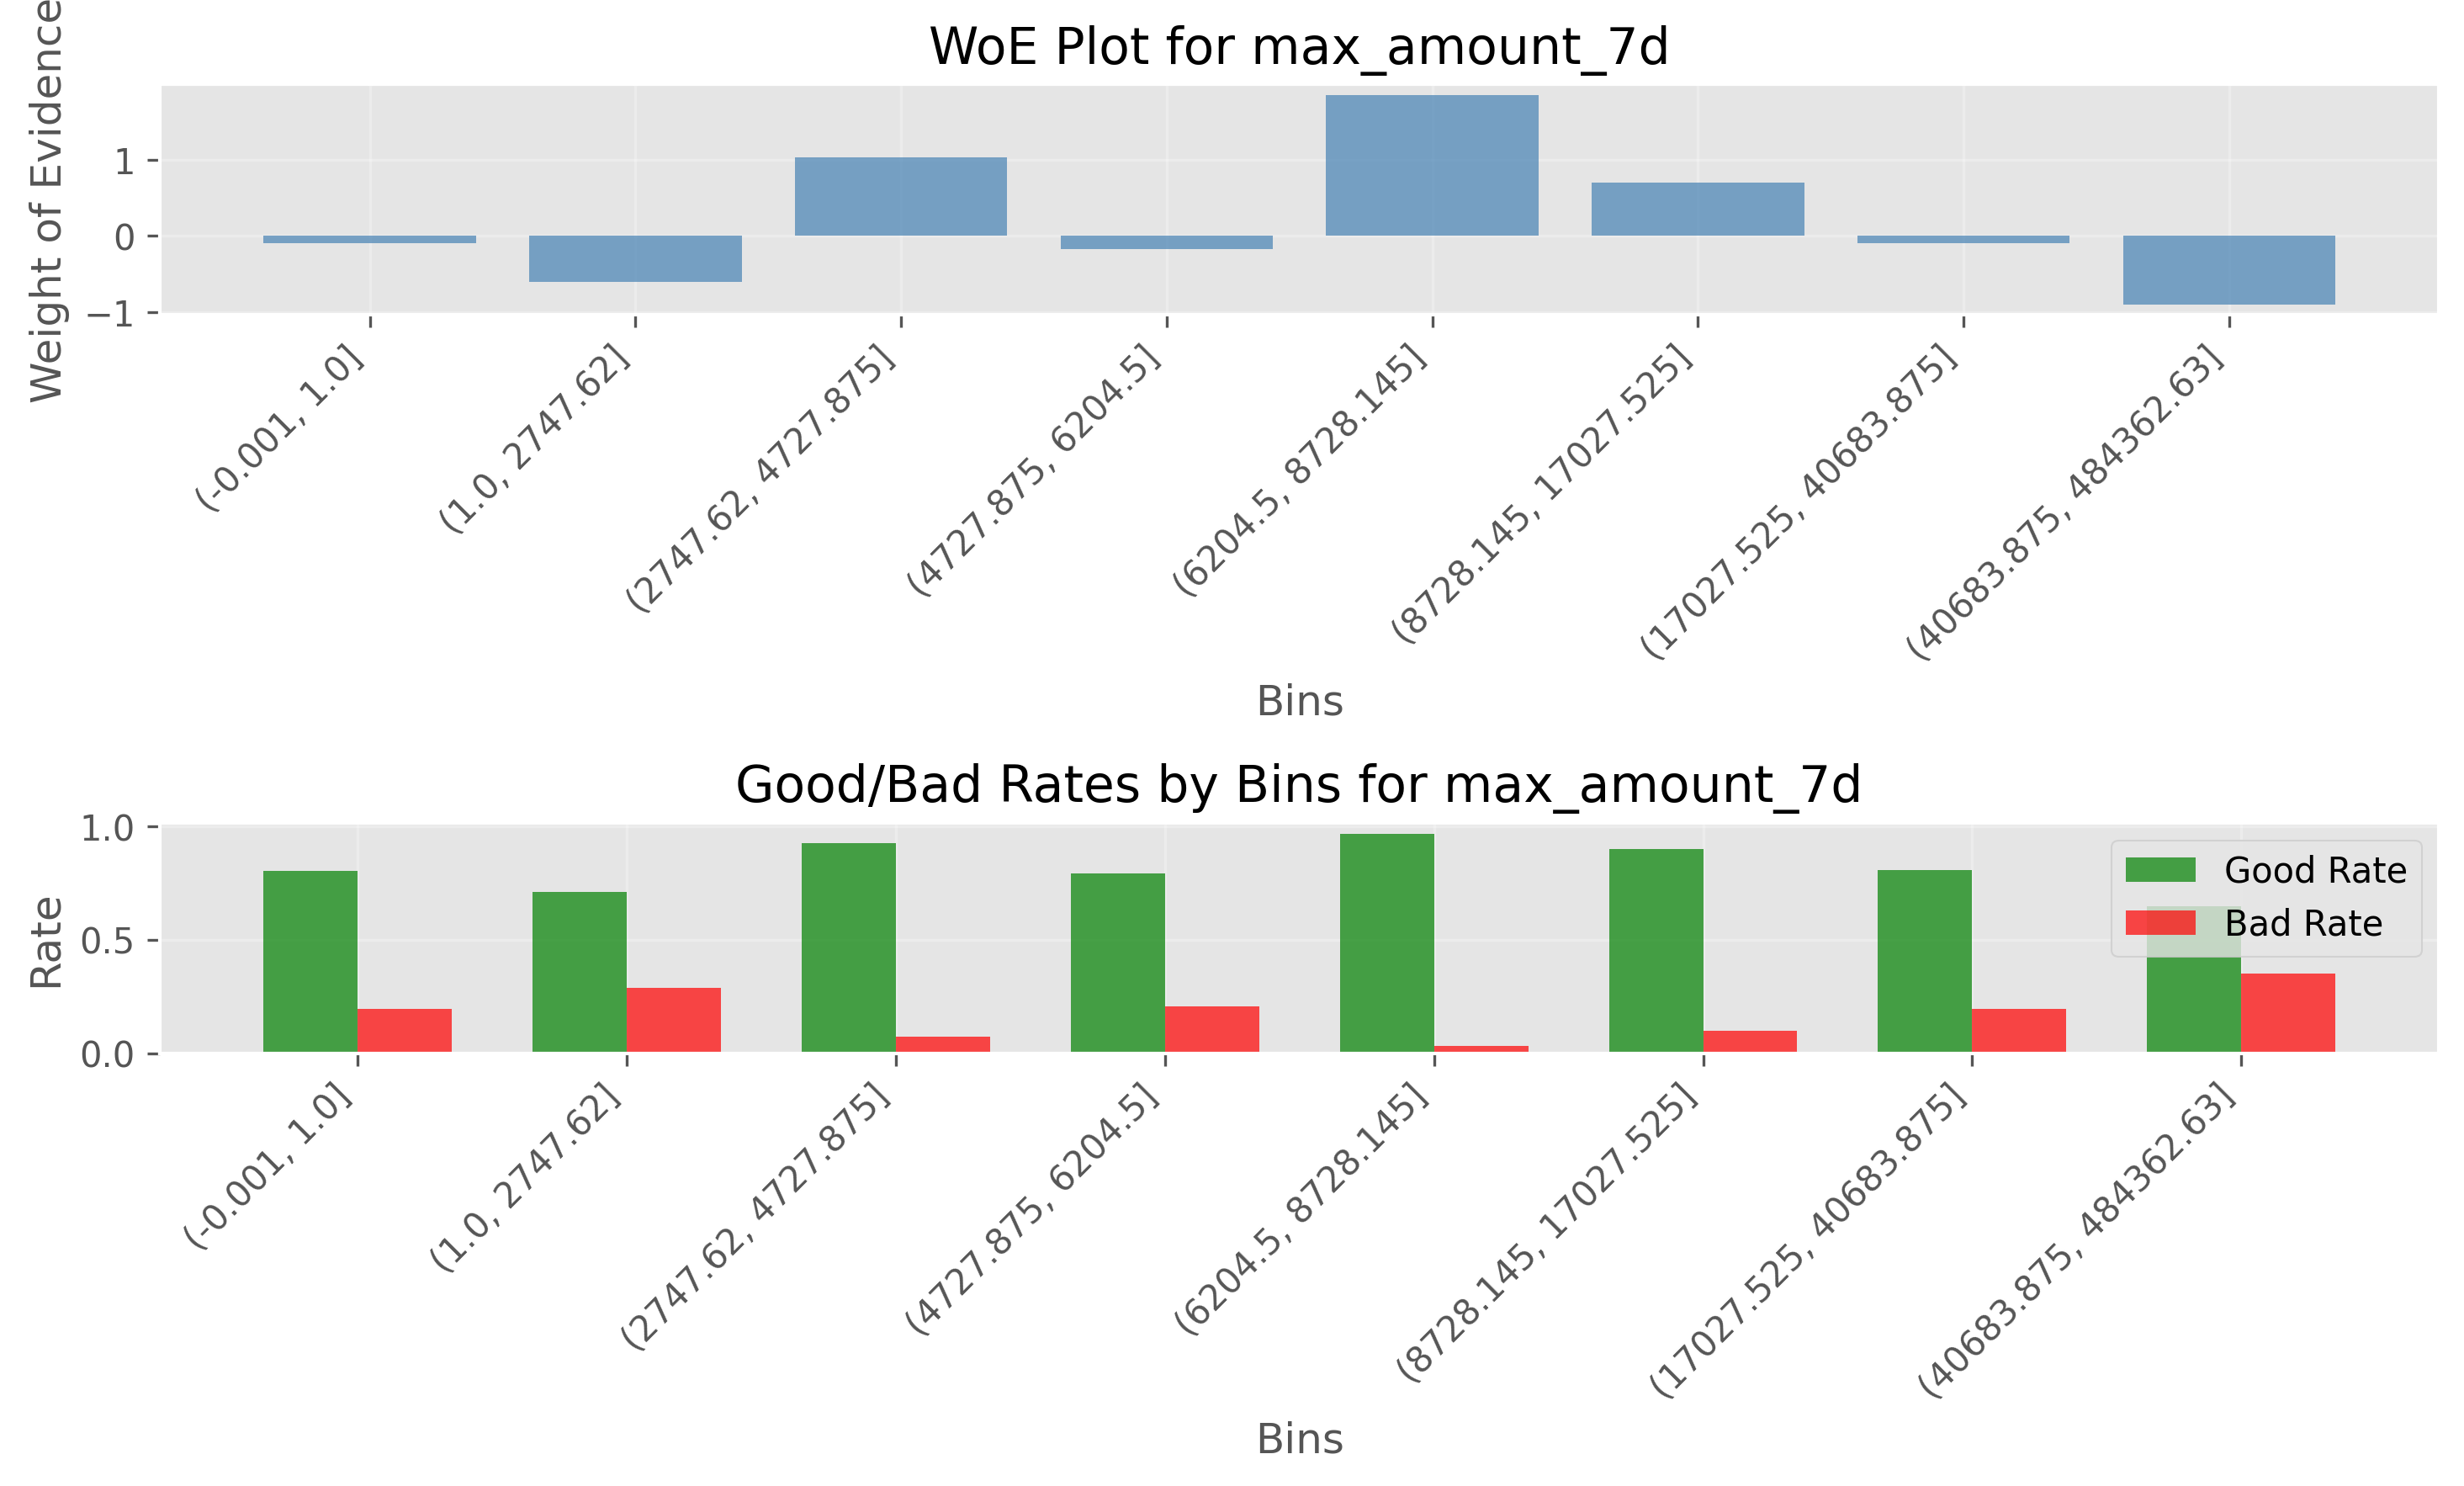 WoE Plot for max_amount_7d
Weight of Evidence
1
0
−1
(-0.001, 1.0]
(1.0, 2747.62]
(2747.62, 4727.875]
(4727.875, 6204.5]
(6204.5, 8728.145]
(8728.145, 17027.525]
(17027.525, 40683.875]
(40683.875, 484362.63]
Bins
Good/Bad Rates by Bins for max_amount_7d
Rate
1.0
0.5
0.0
Good Rate
Bad Rate
(-0.001, 1.0]
(1.0, 2747.62]
(2747.62, 4727.875]
(4727.875, 6204.5]
(6204.5, 8728.145]
(8728.145, 17027.525]
(17027.525, 40683.875]
(40683.875, 484362.63]
Bins